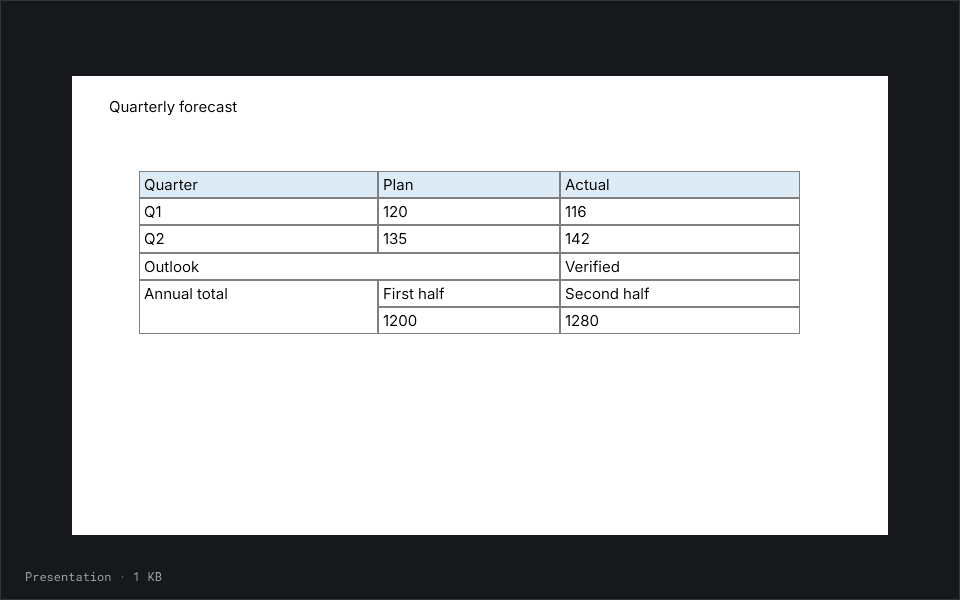 Quarterly forecast
Quarter Plan Actual
Q1 120 116
Q2 135 142
Outlook Verified
Annual total First half Second half
1200 1280
Presentation · 1 KB